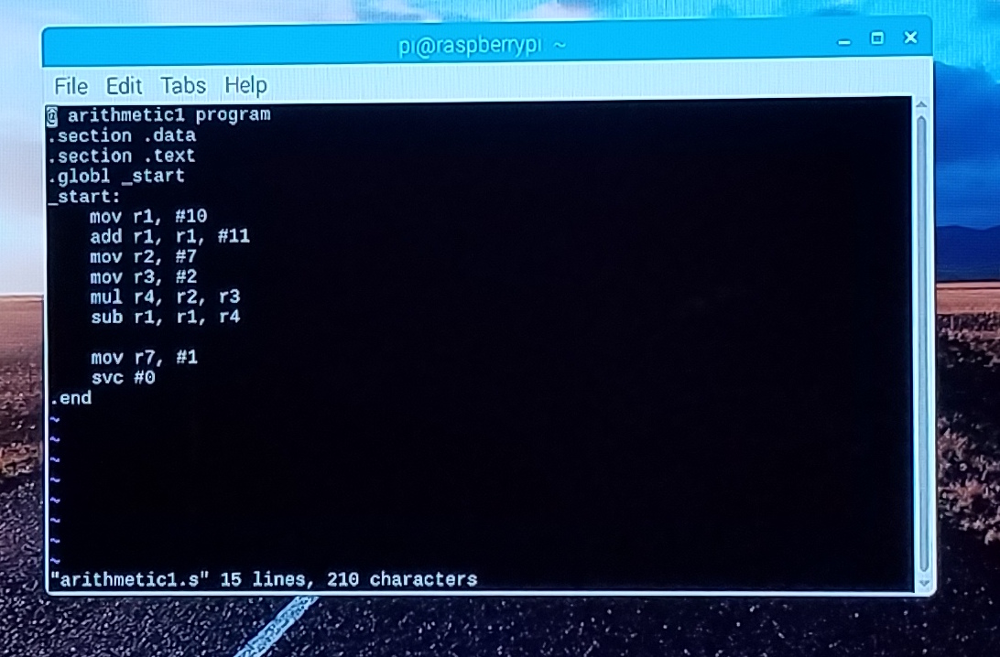 pi@raspberrypi ~
File Edit Tabs Help
@ arithmetic1 program
.section .data
.section .text
.globl _start
_start:
    mov r1, #10
    add r1, r1, #11
    mov r2, #7
    mov r3, #2
    mul r4, r2, r3
    sub r1, r1, r4
    mov r7, #1
    svc #0
.end
~
~
~
~
~
~
~
~
"arithmetic1.s" 15 lines, 210 characters